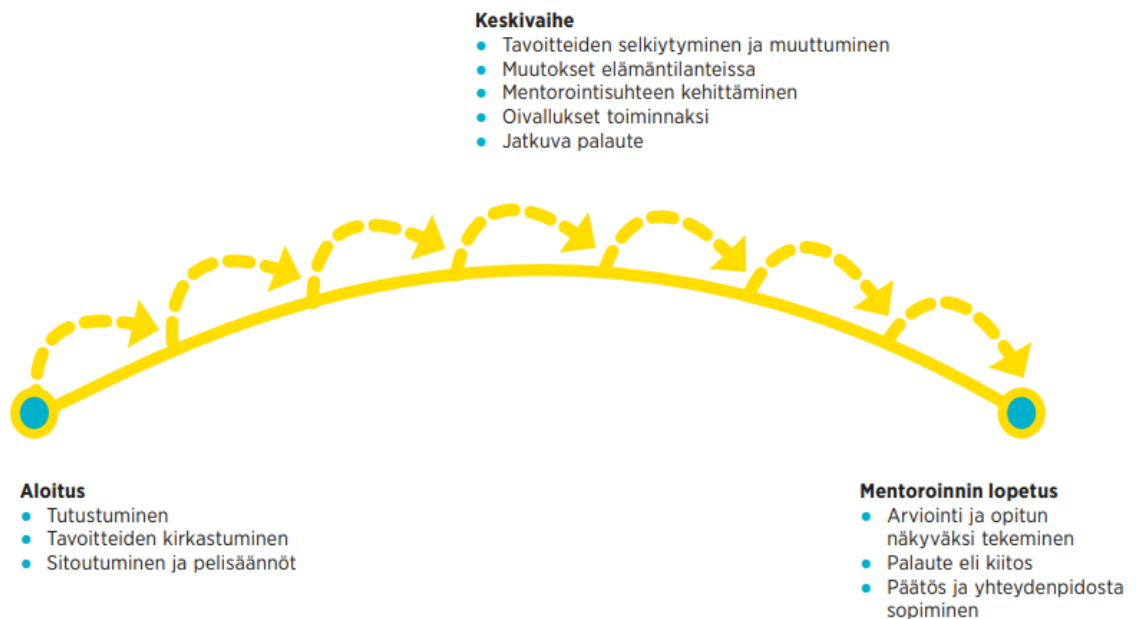 Keskivaihe
• Tavoitteiden selkiytyminen ja muuttuminen
• Muutokset elämäntilanteissa
• Mentorointisuhteen kehittäminen
• Oivallukset toiminnaksi
• Jatkuva palaute
Aloitus
• Tutustuminen
• Tavoitteiden kirkastuminen
• Sitoutuminen ja pelisäännöt
Mentoroinnin lopetus
• Arviointi ja opitun
näkyväksi tekeminen
• Palaute eli kiitos
• Päätös ja yhteydenpidosta
sopiminen